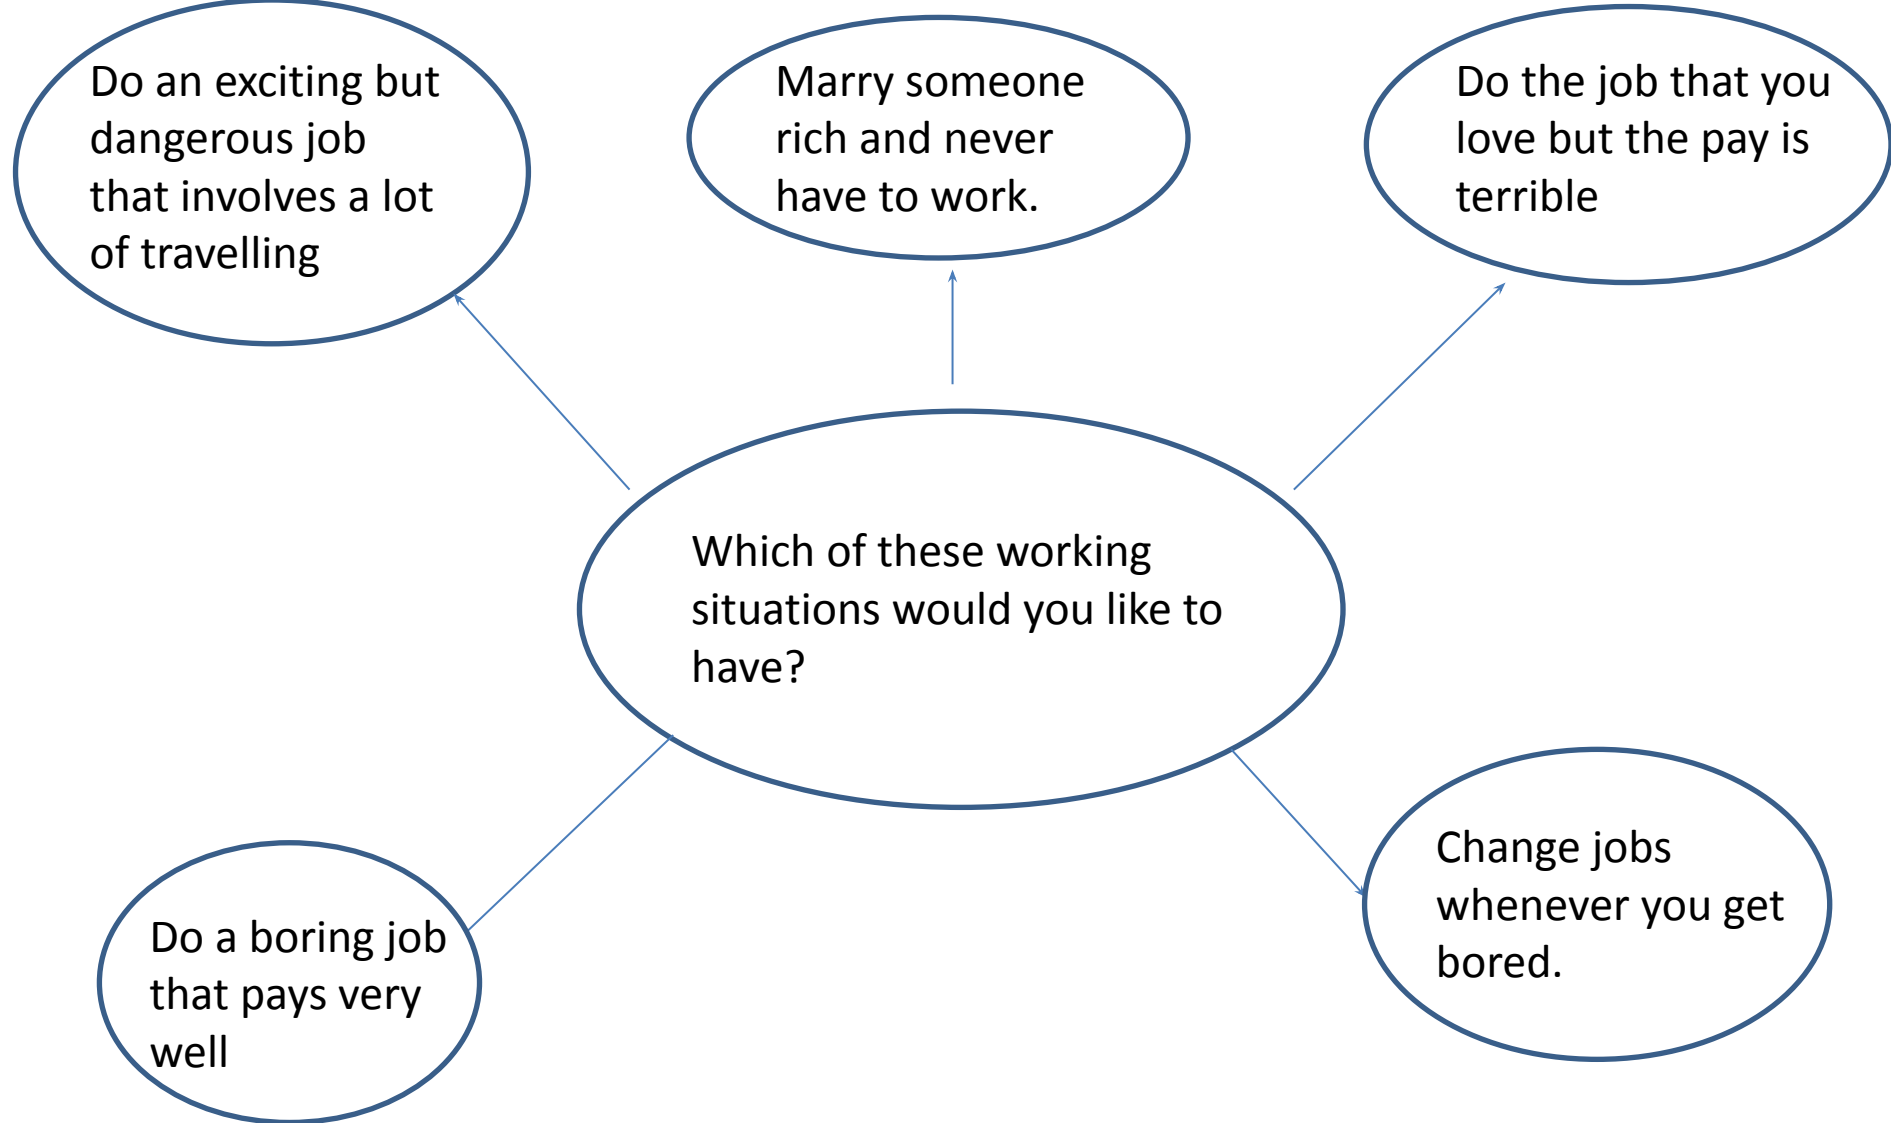 Do an exciting but
dangerous job
that involves a lot
of travelling
Marry someone
rich and never
have to work.
Do the job that you
love but the pay is
terrible
Which of these working
situations would you like to
have?
Do a boring job
that pays very
well
Change jobs
whenever you get
bored.